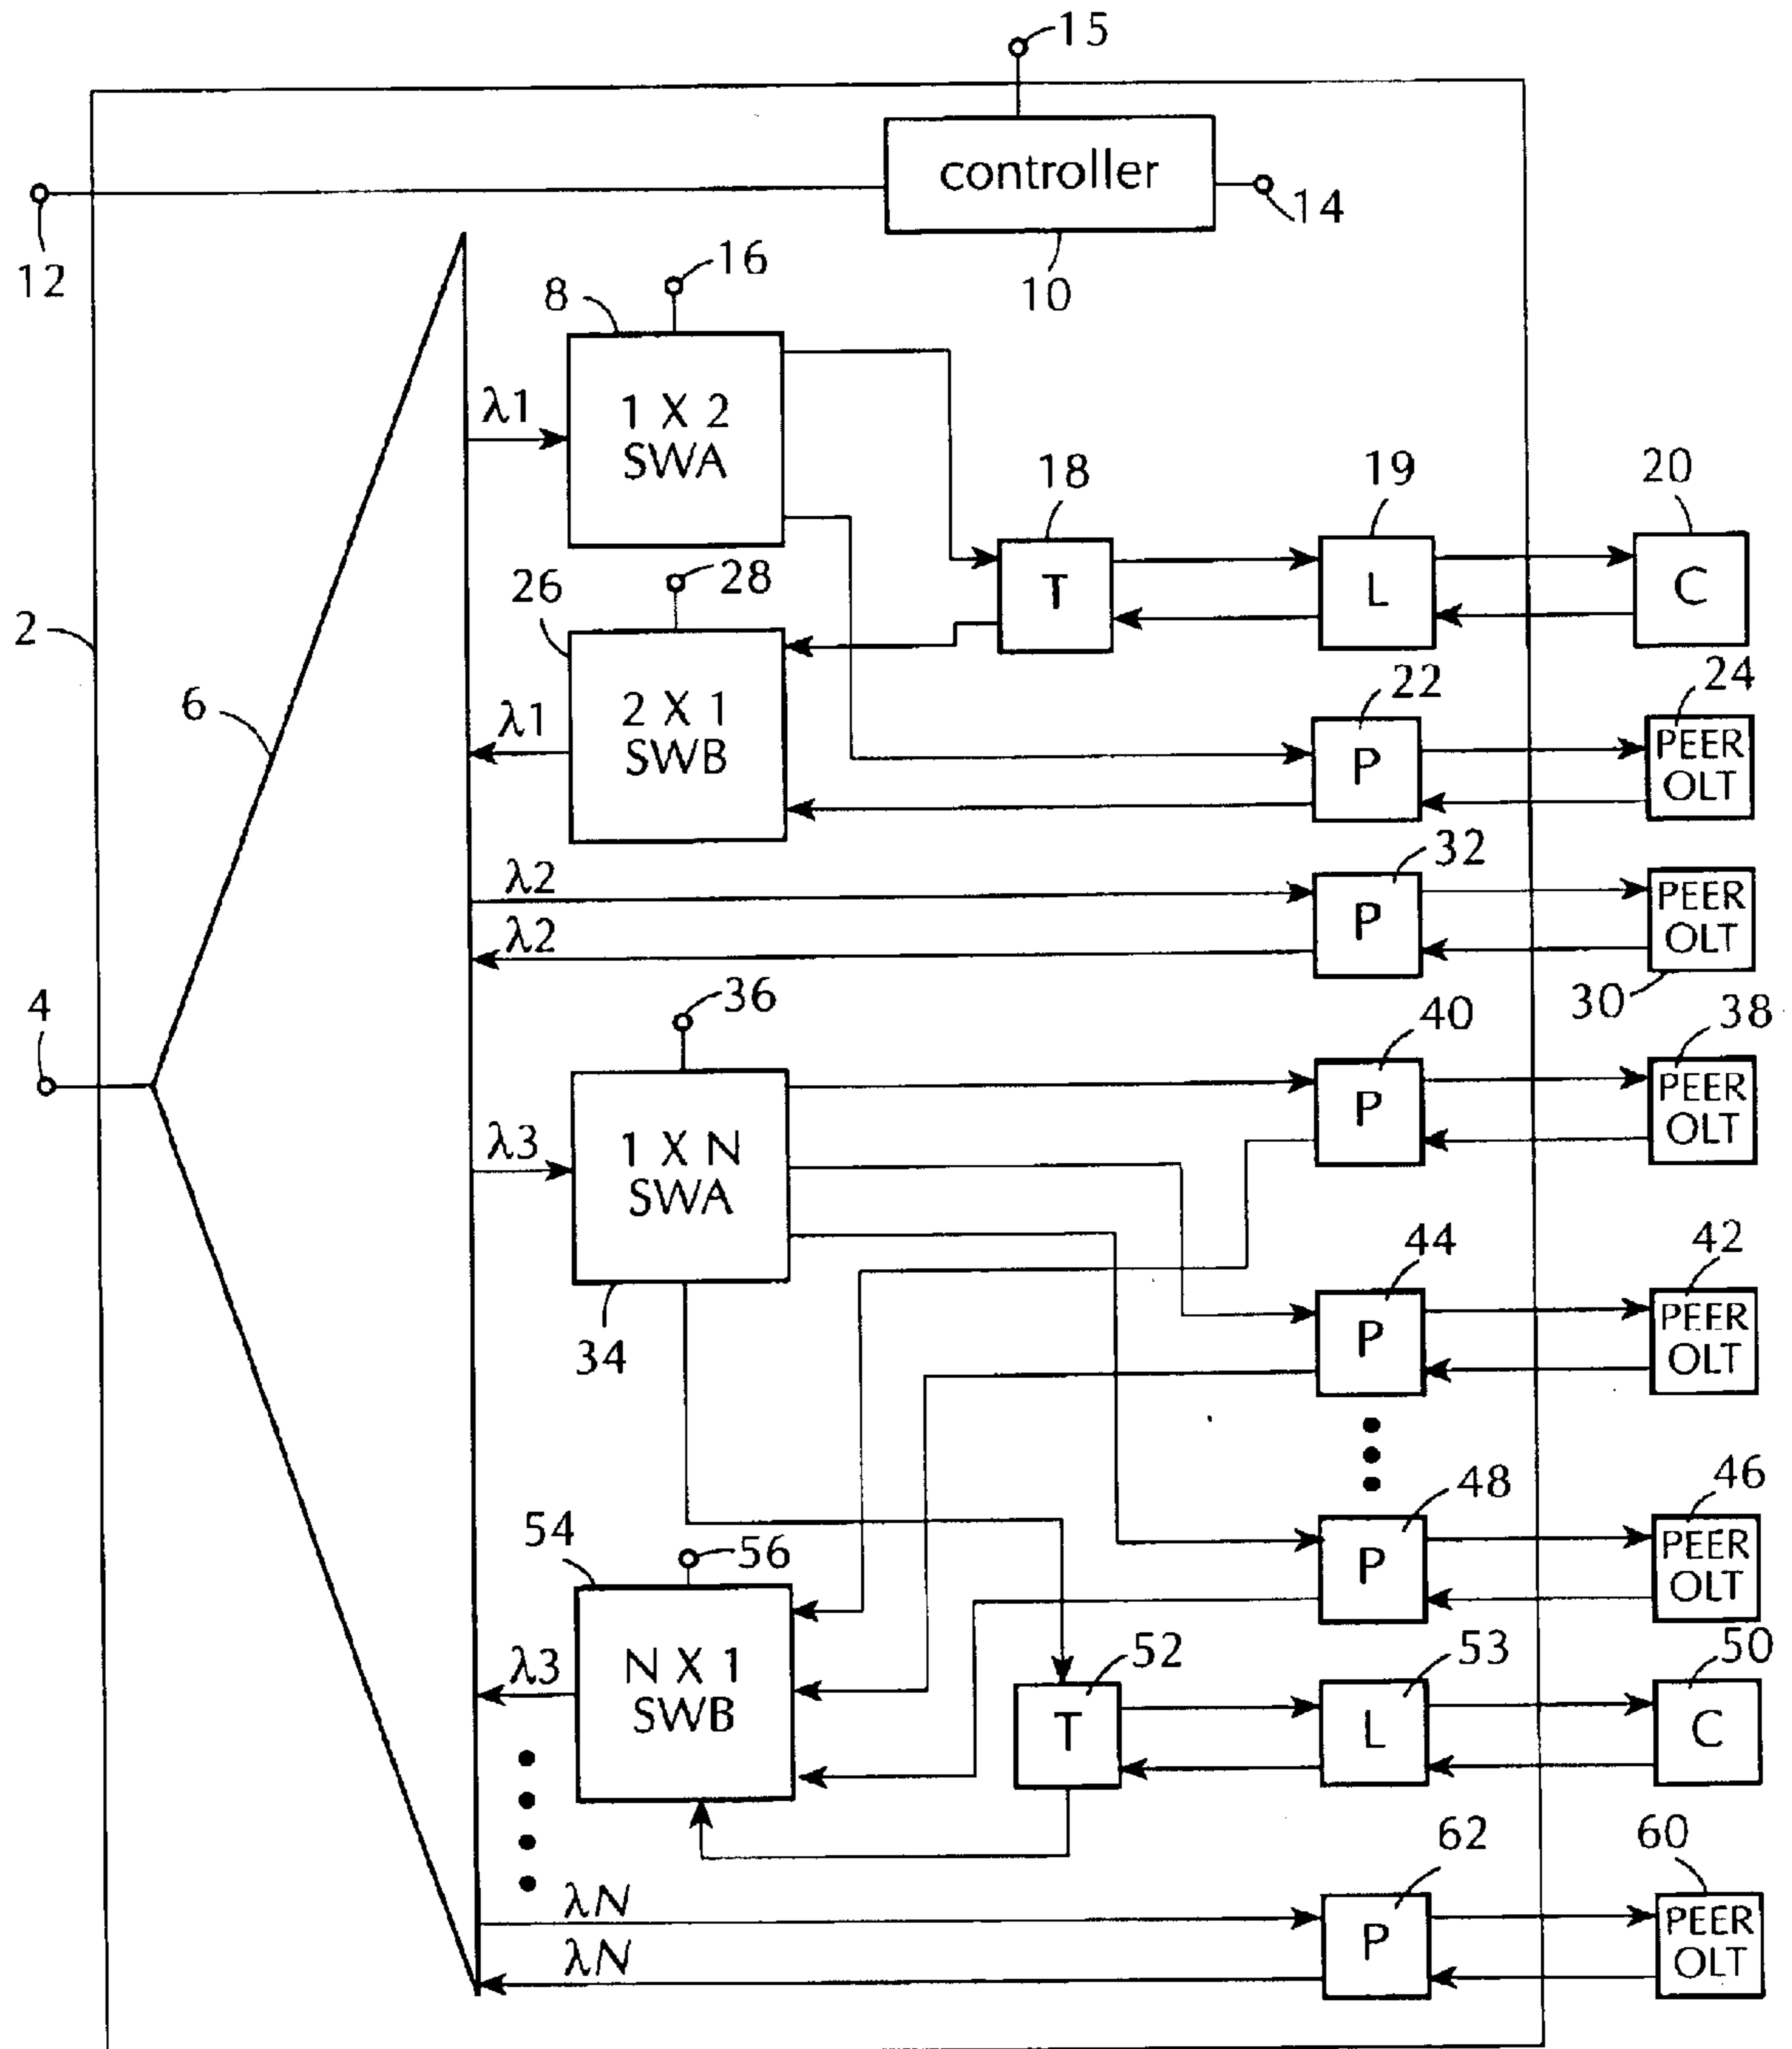 15
controller
14
12
10
16
8
λ1
1 X 2
SWA
18
19
20
T
L
C
28
26
2
6
λ1
2 X 1
SWB
22
24
P
PEER
OLT
λ2
32
λ2
P
PEER
OLT
30
4
36
40
38
λ3
1 X N
SWA
P
PEER
OLT
34
44
42
P
PEER
OLT
48
46
P
PEER
OLT
54
56
λ3
N X 1
SWB
52
53
50
T
L
C
62
60
λN
λN
P
PEER
OLT